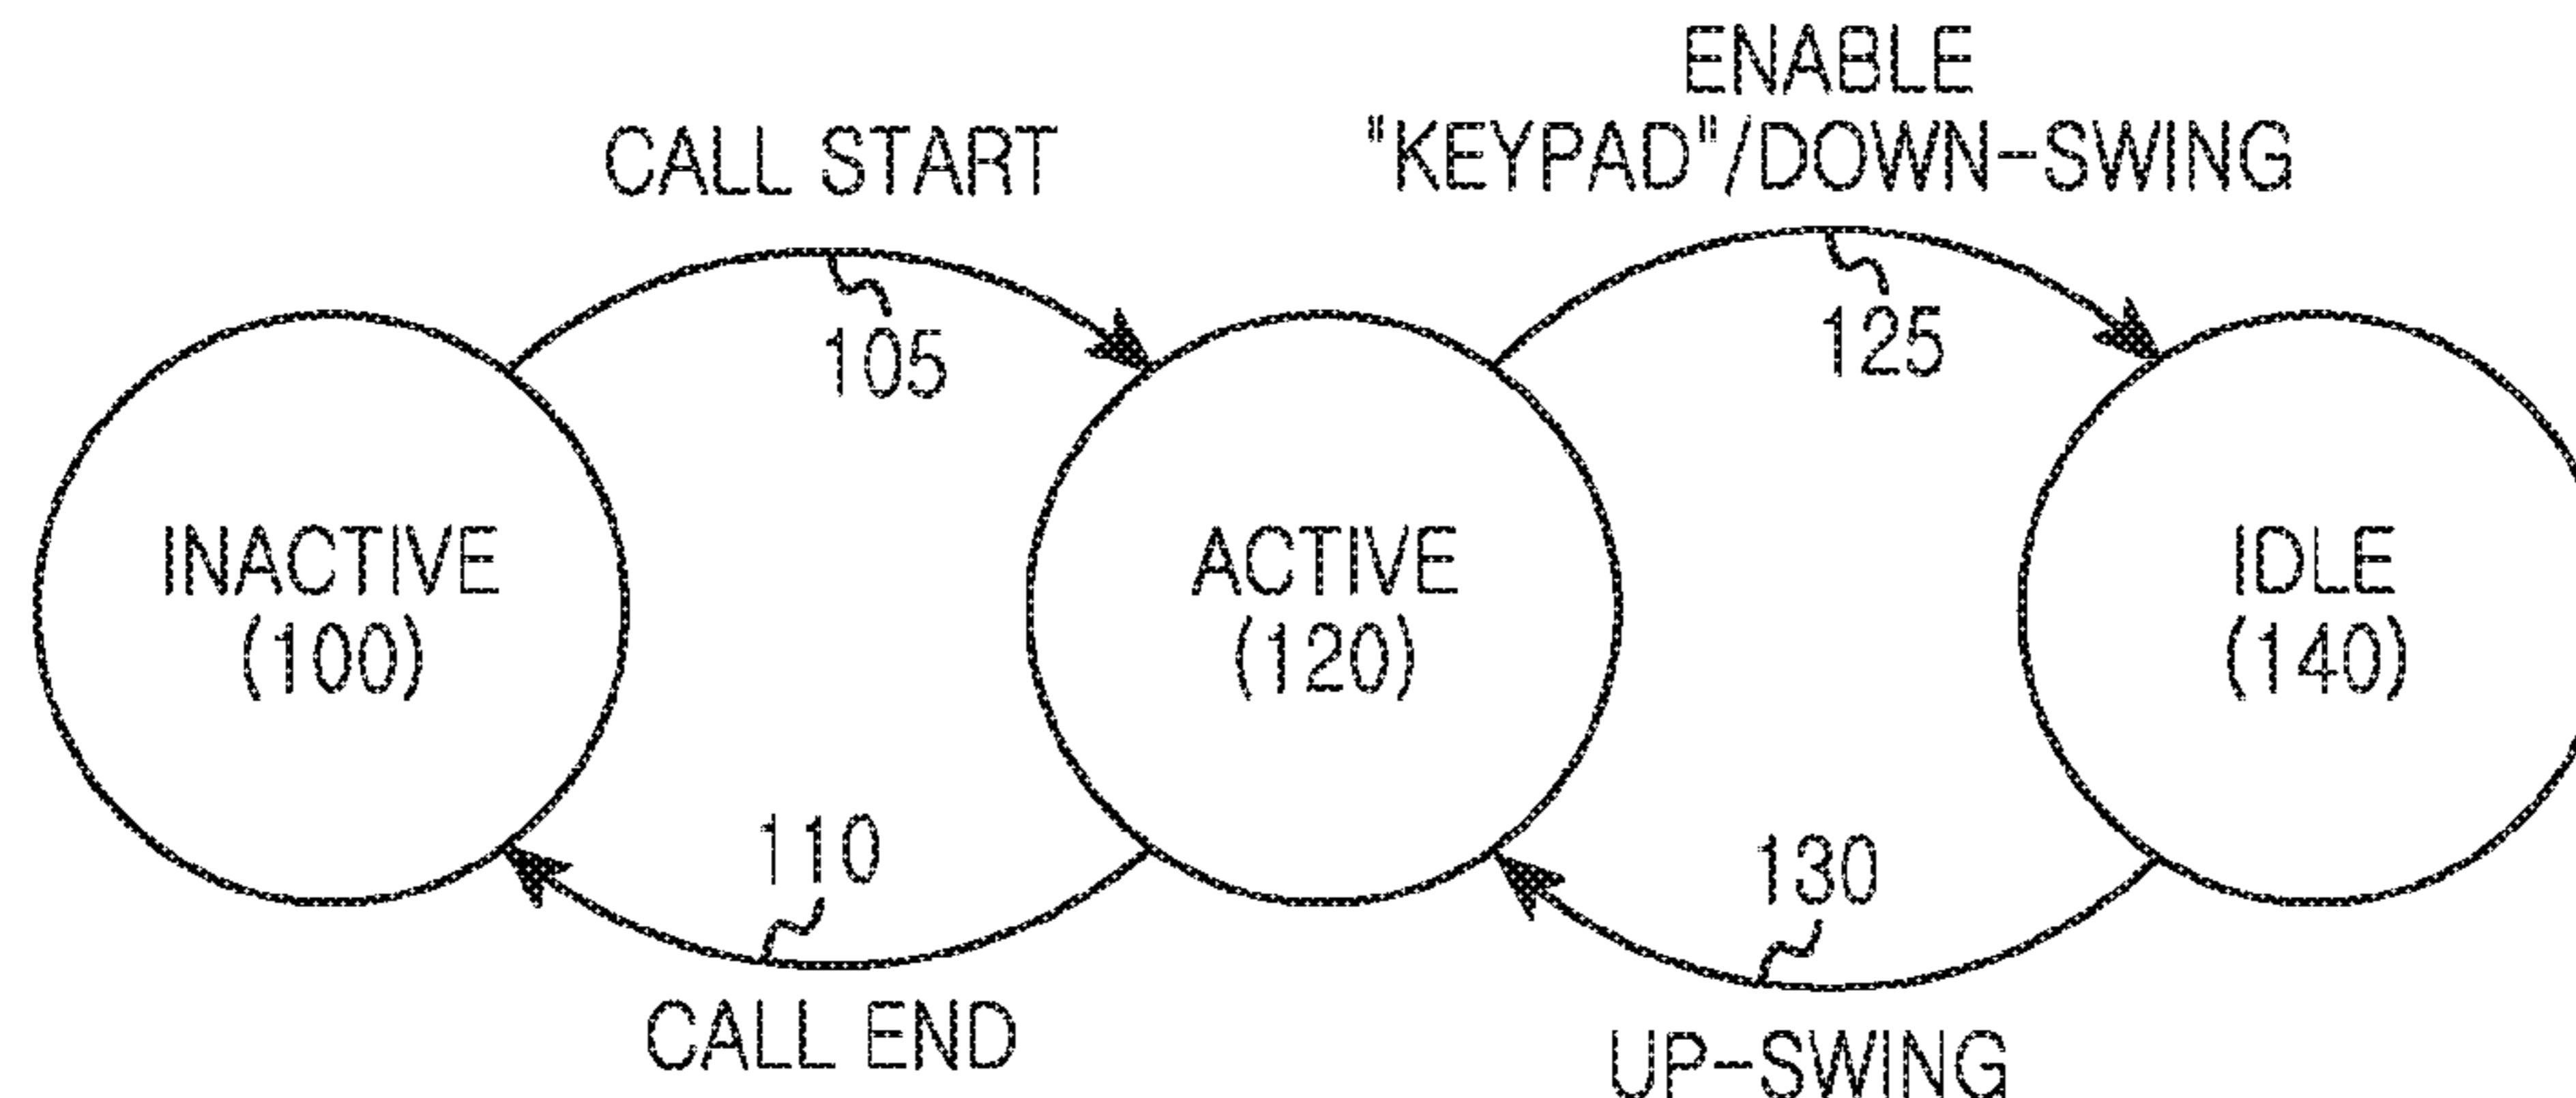 ENABLE
"KEYPAD"/DOWN-SWING
CALL START
105
125
INACTIVE
(100)
ACTIVE
(120)
IDLE
(140)
110
130
CALL END
UP-SWING